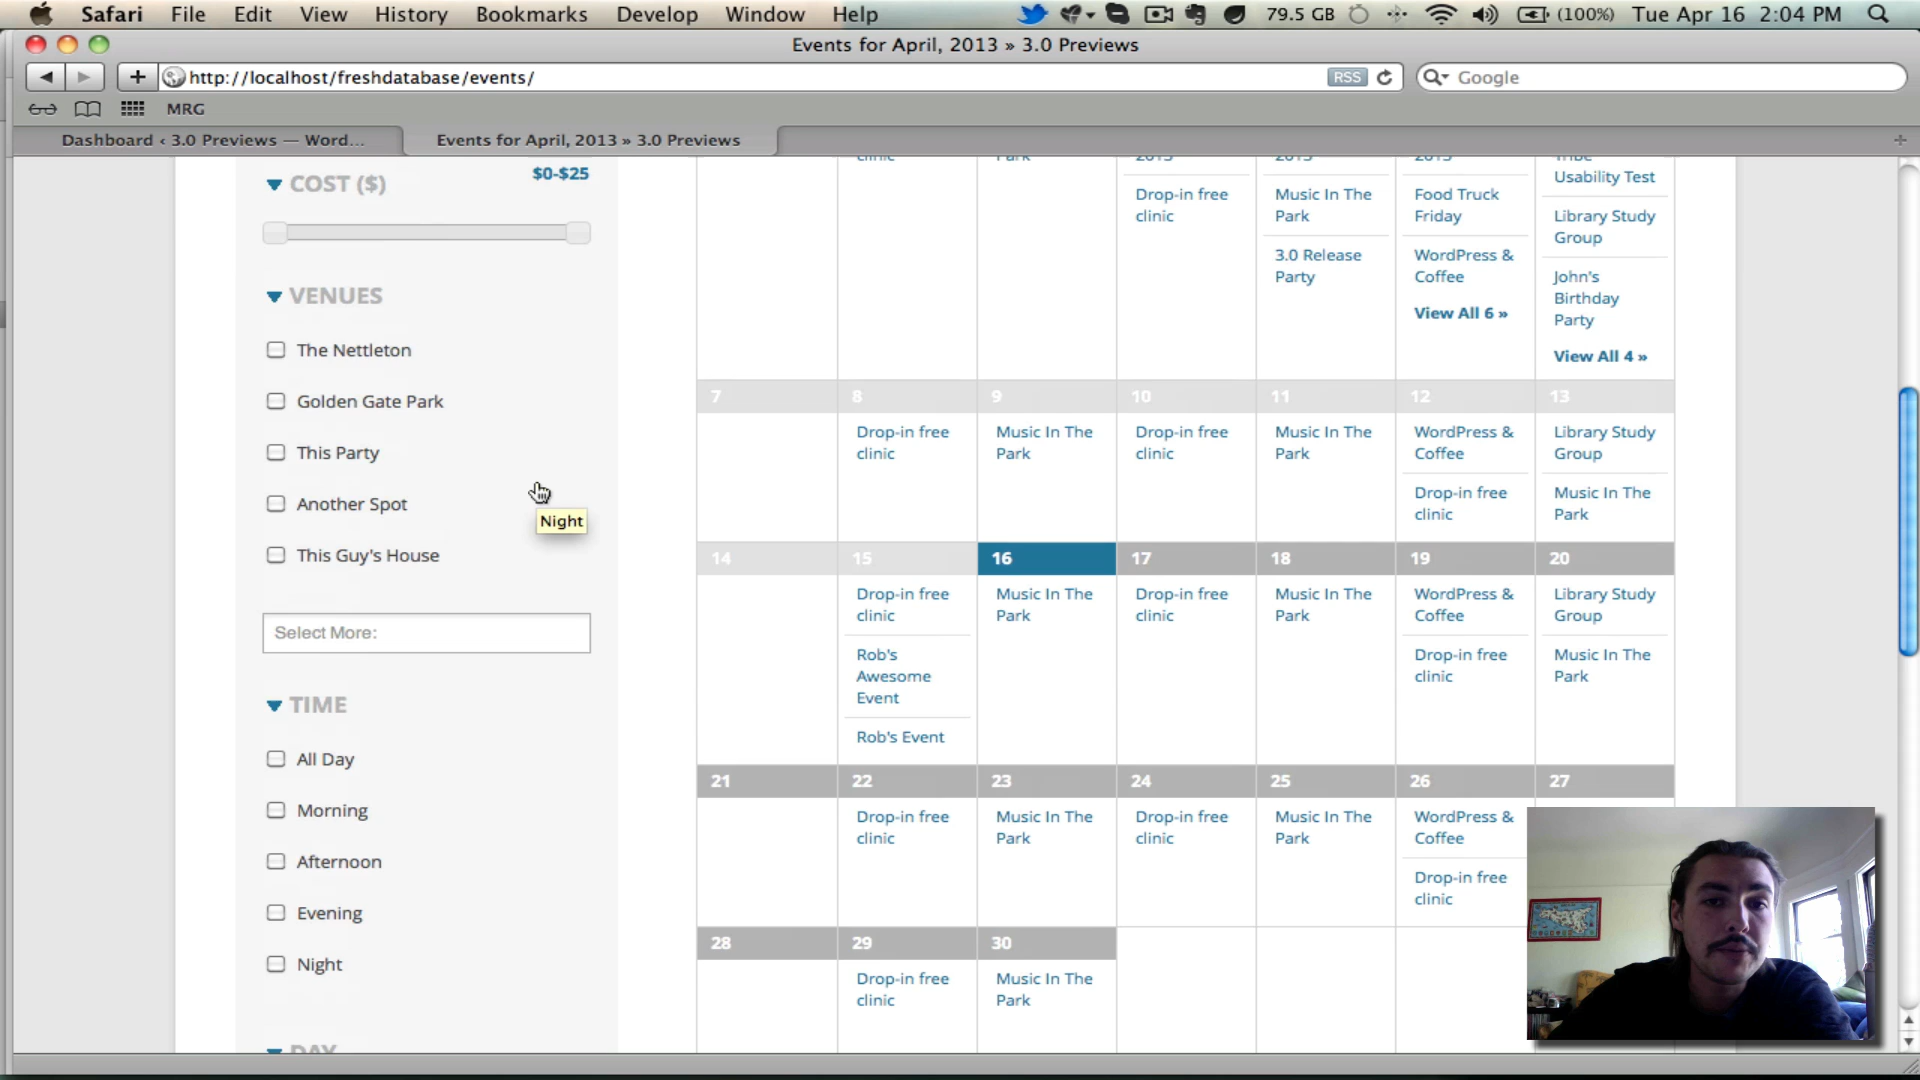 Safari File Edit View History Bookmarks Develop Window Help 79.5 GB (100%) Tue Apr 16 2:04 PM
Events for April, 2013 » 3.0 Previews
http://localhost/freshdatabase/events/ RSS Google
MRG
Dashboard ‹ 3.0 Previews — Word... Events for April, 2013 » 3.0 Previews
COST ($) $0-$25
VENUES
The Nettleton
Golden Gate Park
This Party
Another Spot
Night
This Guy's House
Select More:
TIME
All Day
Morning
Afternoon
Evening
Night
DAY
clinic
Park
2013
Drop-in free
clinic
2013
Music In The
Park
3.0 Release
Party
2013
Food Truck
Friday
WordPress &
Coffee
View All 6 »
Tribe
Usability Test
Library Study
Group
John's
Birthday
Party
View All 4 »
7 8 9 10 11 12 13
Drop-in free
clinic
Music In The
Park
Drop-in free
clinic
Music In The
Park
WordPress &
Coffee
Drop-in free
clinic
Library Study
Group
Music In The
Park
14 15 16 17 18 19 20
Drop-in free
clinic
Rob's
Awesome
Event
Rob's Event
Music In The
Park
Drop-in free
clinic
Music In The
Park
WordPress &
Coffee
Drop-in free
clinic
Library Study
Group
Music In The
Park
21 22 23 24 25 26 27
Drop-in free
clinic
Music In The
Park
Drop-in free
clinic
Music In The
Park
WordPress &
Coffee
Drop-in free
clinic
28 29 30
Drop-in free
clinic
Music In The
Park